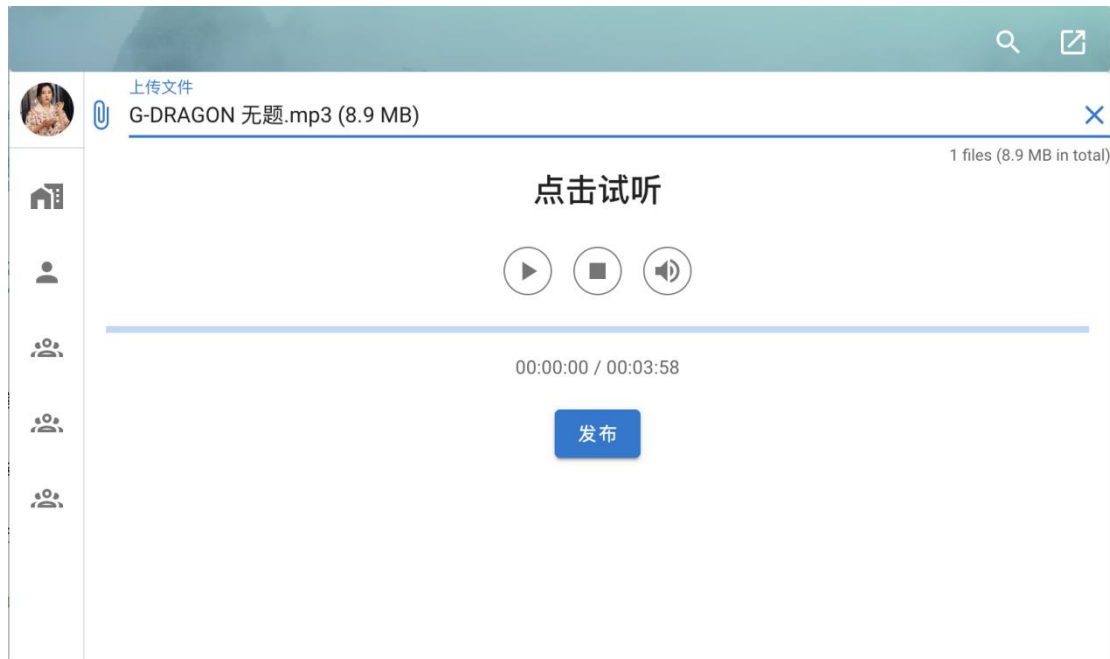 上传文件
G-DRAGON 无题.mp3 (8.9 MB)
1 files (8.9 MB in total)
点击试听
00:00:00 / 00:03:58
发布